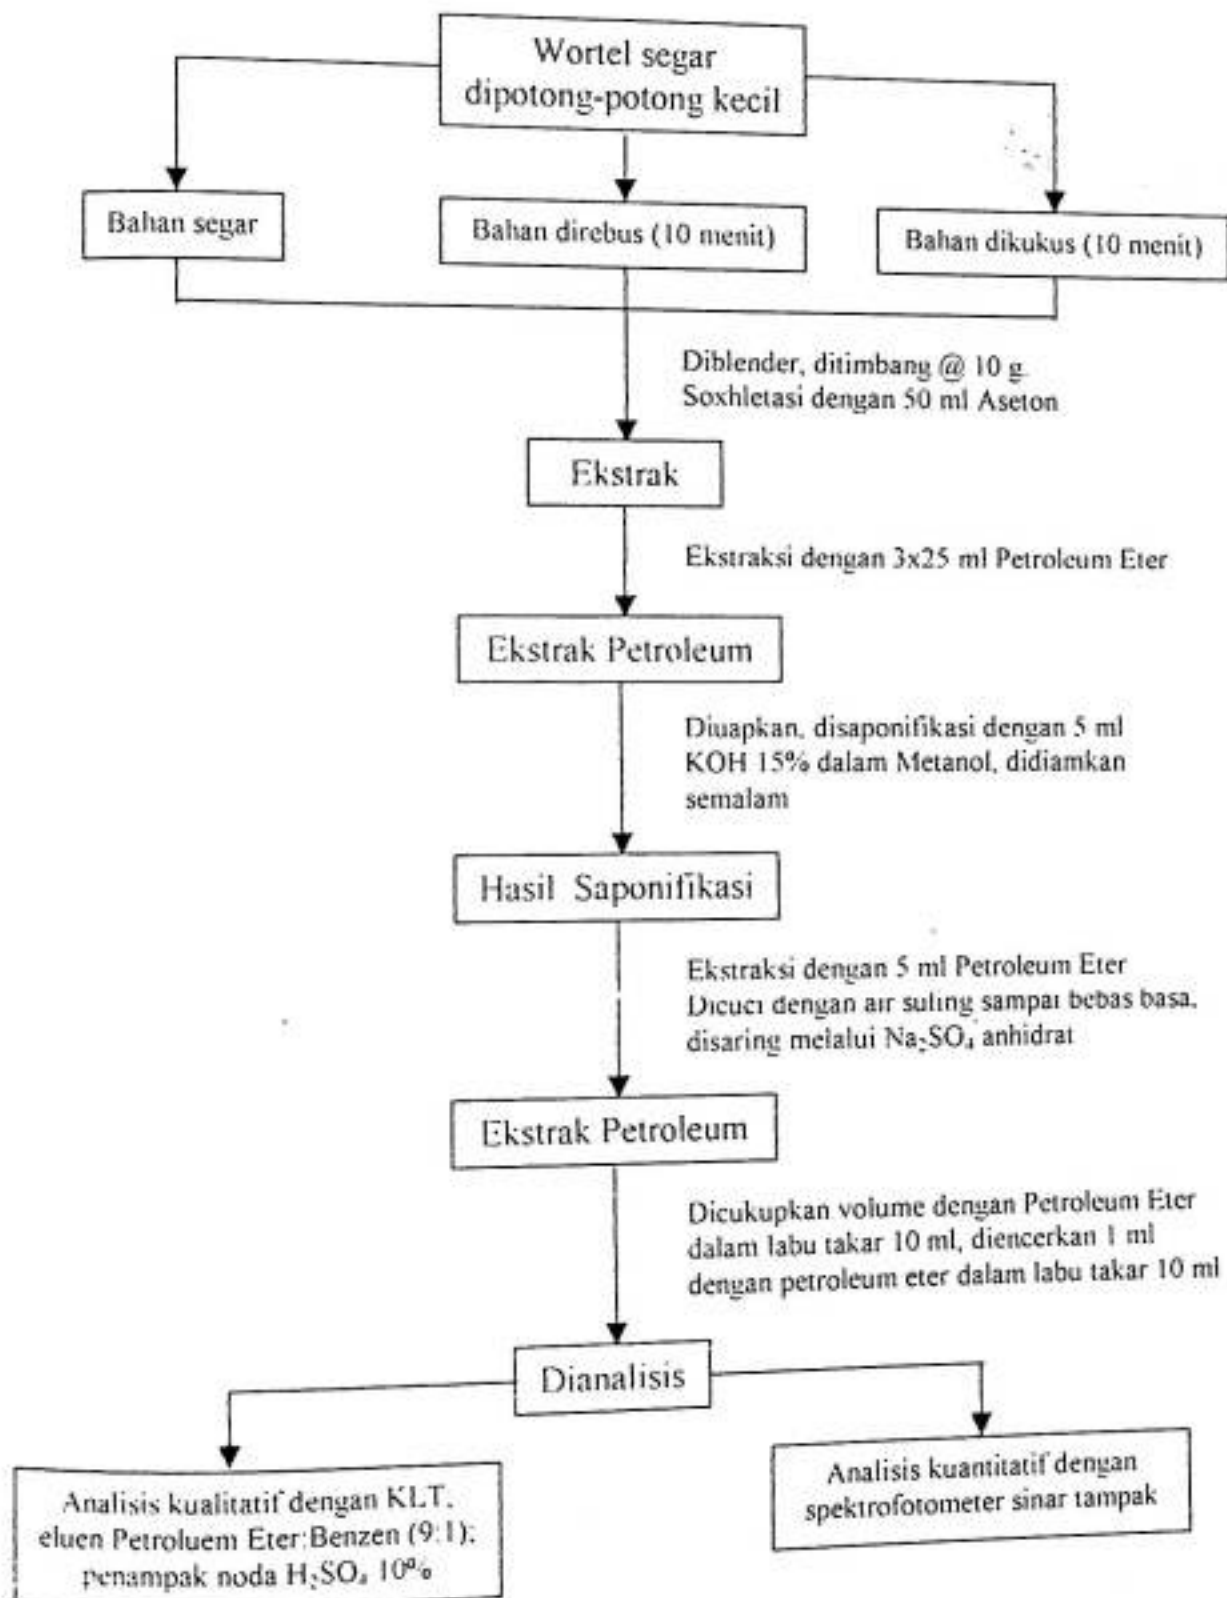 Wortel segar
dipotong-potong kecil
Bahan segar
Bahan direbus (10 menit)
Bahan dikukus (10 menit)
Diblender, ditimbang @ 10 g.
Soxhletasi dengan 50 ml Aseton
Ekstrak
Ekstraksi dengan 3x25 ml Petroleum Eter
Ekstrak Petroleum
Diuapkan, disaponifikasi dengan 5 ml
KOH 15% dalam Metanol, didiamkan
semalam
Hasil Saponifikasi
Ekstraksi dengan 5 ml Petroleum Eter
Dicuci dengan air suling sampai bebas basa,
disaring melalui Na₂SO₄ anhidrat
Ekstrak Petroleum
Dicukupkan volume dengan Petroleum Eter
dalam labu takar 10 ml, diencerkan 1 ml
dengan petroleum eter dalam labu takar 10 ml
Dianalisis
Analisis kualitatif dengan KLT,
eluen Petroluem Eter:Benzen (9:1);
penampak noda H₂SO₄ 10%
Analisis kuantitatif dengan
spektrofotometer sinar tampak